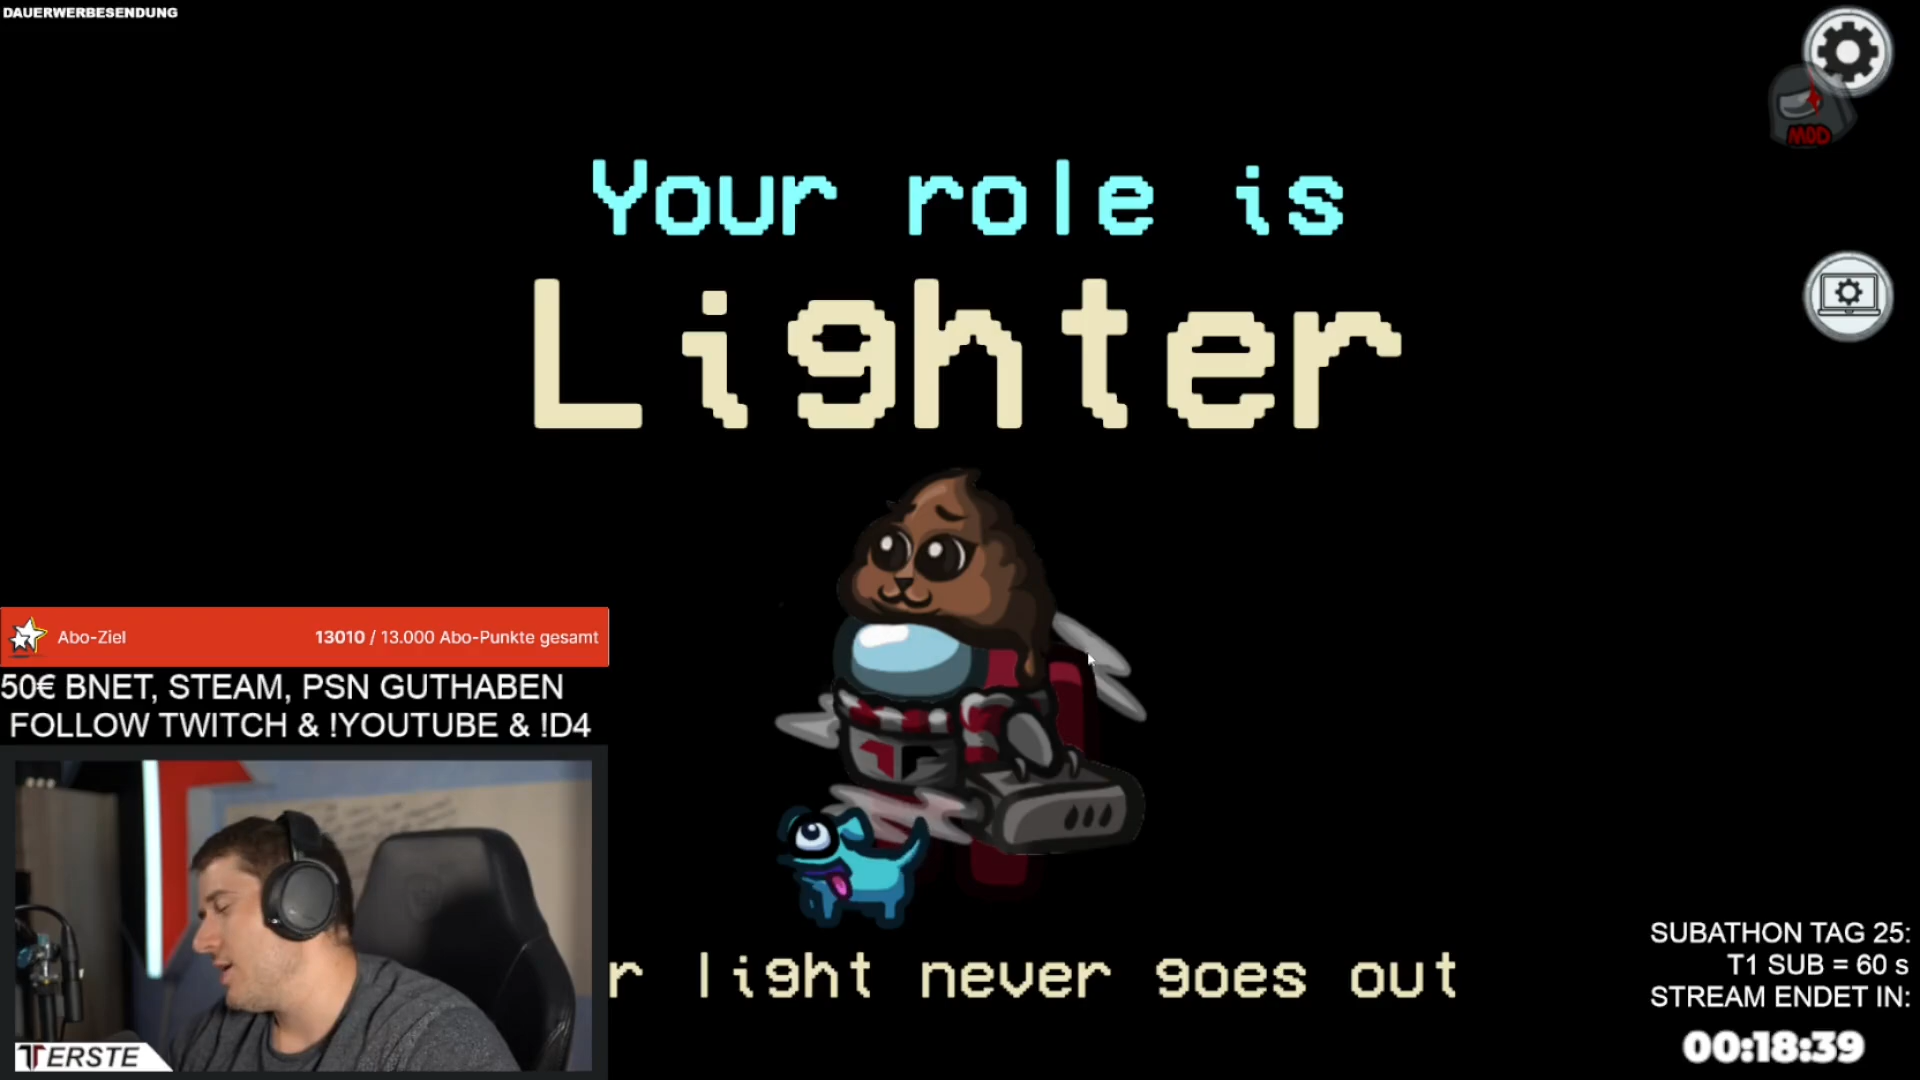 DAUERWERBESENDUNG
MOD
Your role is
Lighter
Abo-Ziel 13010 / 13.000 Abo-Punkte gesamt
50€ BNET, STEAM, PSN GUTHABEN
FOLLOW TWITCH & !YOUTUBE & !D4
r light never goes out
TERSTE
SUBATHON TAG 25:
T1 SUB = 60 s
STREAM ENDET IN:
00:18:39